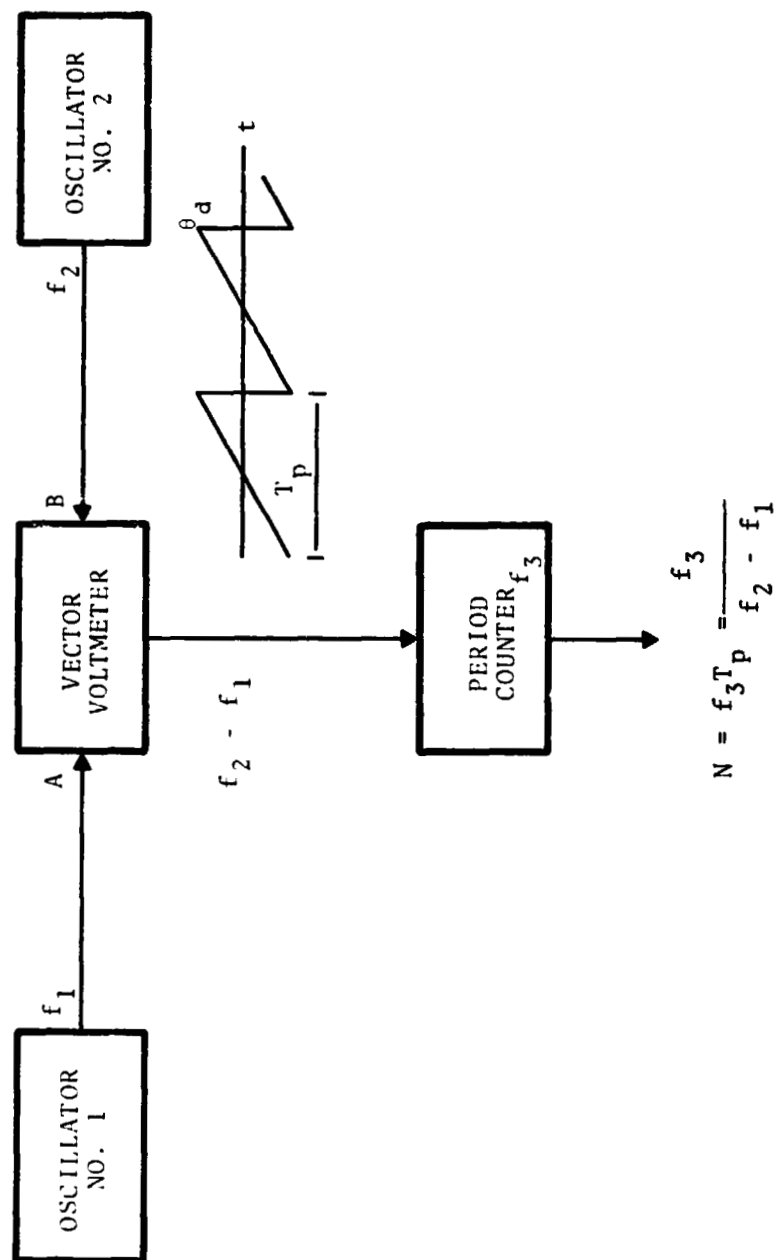 OSCILLATOR
NO. 1
f₁
A
VECTOR
VOLTMETER
B
f₂
OSCILLATOR
NO. 2
f₂ - f₁
θd
t
Tp
PERIOD
COUNTER
f₃
N = f₃Tp = f₃ / f₂ - f₁